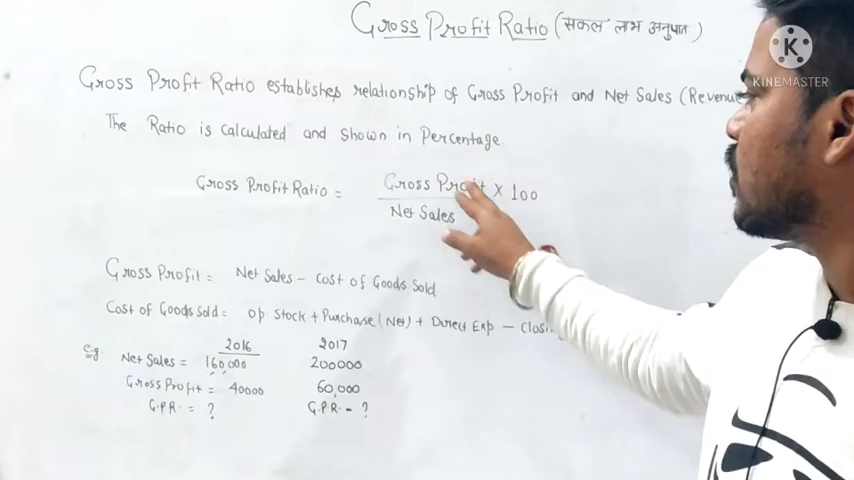 Gross Profit Ratio (सकल लाभ अनुपात)
KINEMASTER
Gross Profit Ratio establishes relationship of Gross Profit and Net Sales (Revenue
The Ratio is calculated and shown in Percentage
Gross Profit Ratio = Gross Profit X 100
Net Sales
Gross Profit = Net Sales - Cost of Goods Sold
Cost of Goods Sold = op Stock + Purchase (Net) + Direct Exp -
e.g 2016 2017
Net Sales = 160,000 200000
Gross Profit = 40000 60,000
G.P.R. = ? G.P.R. - ?